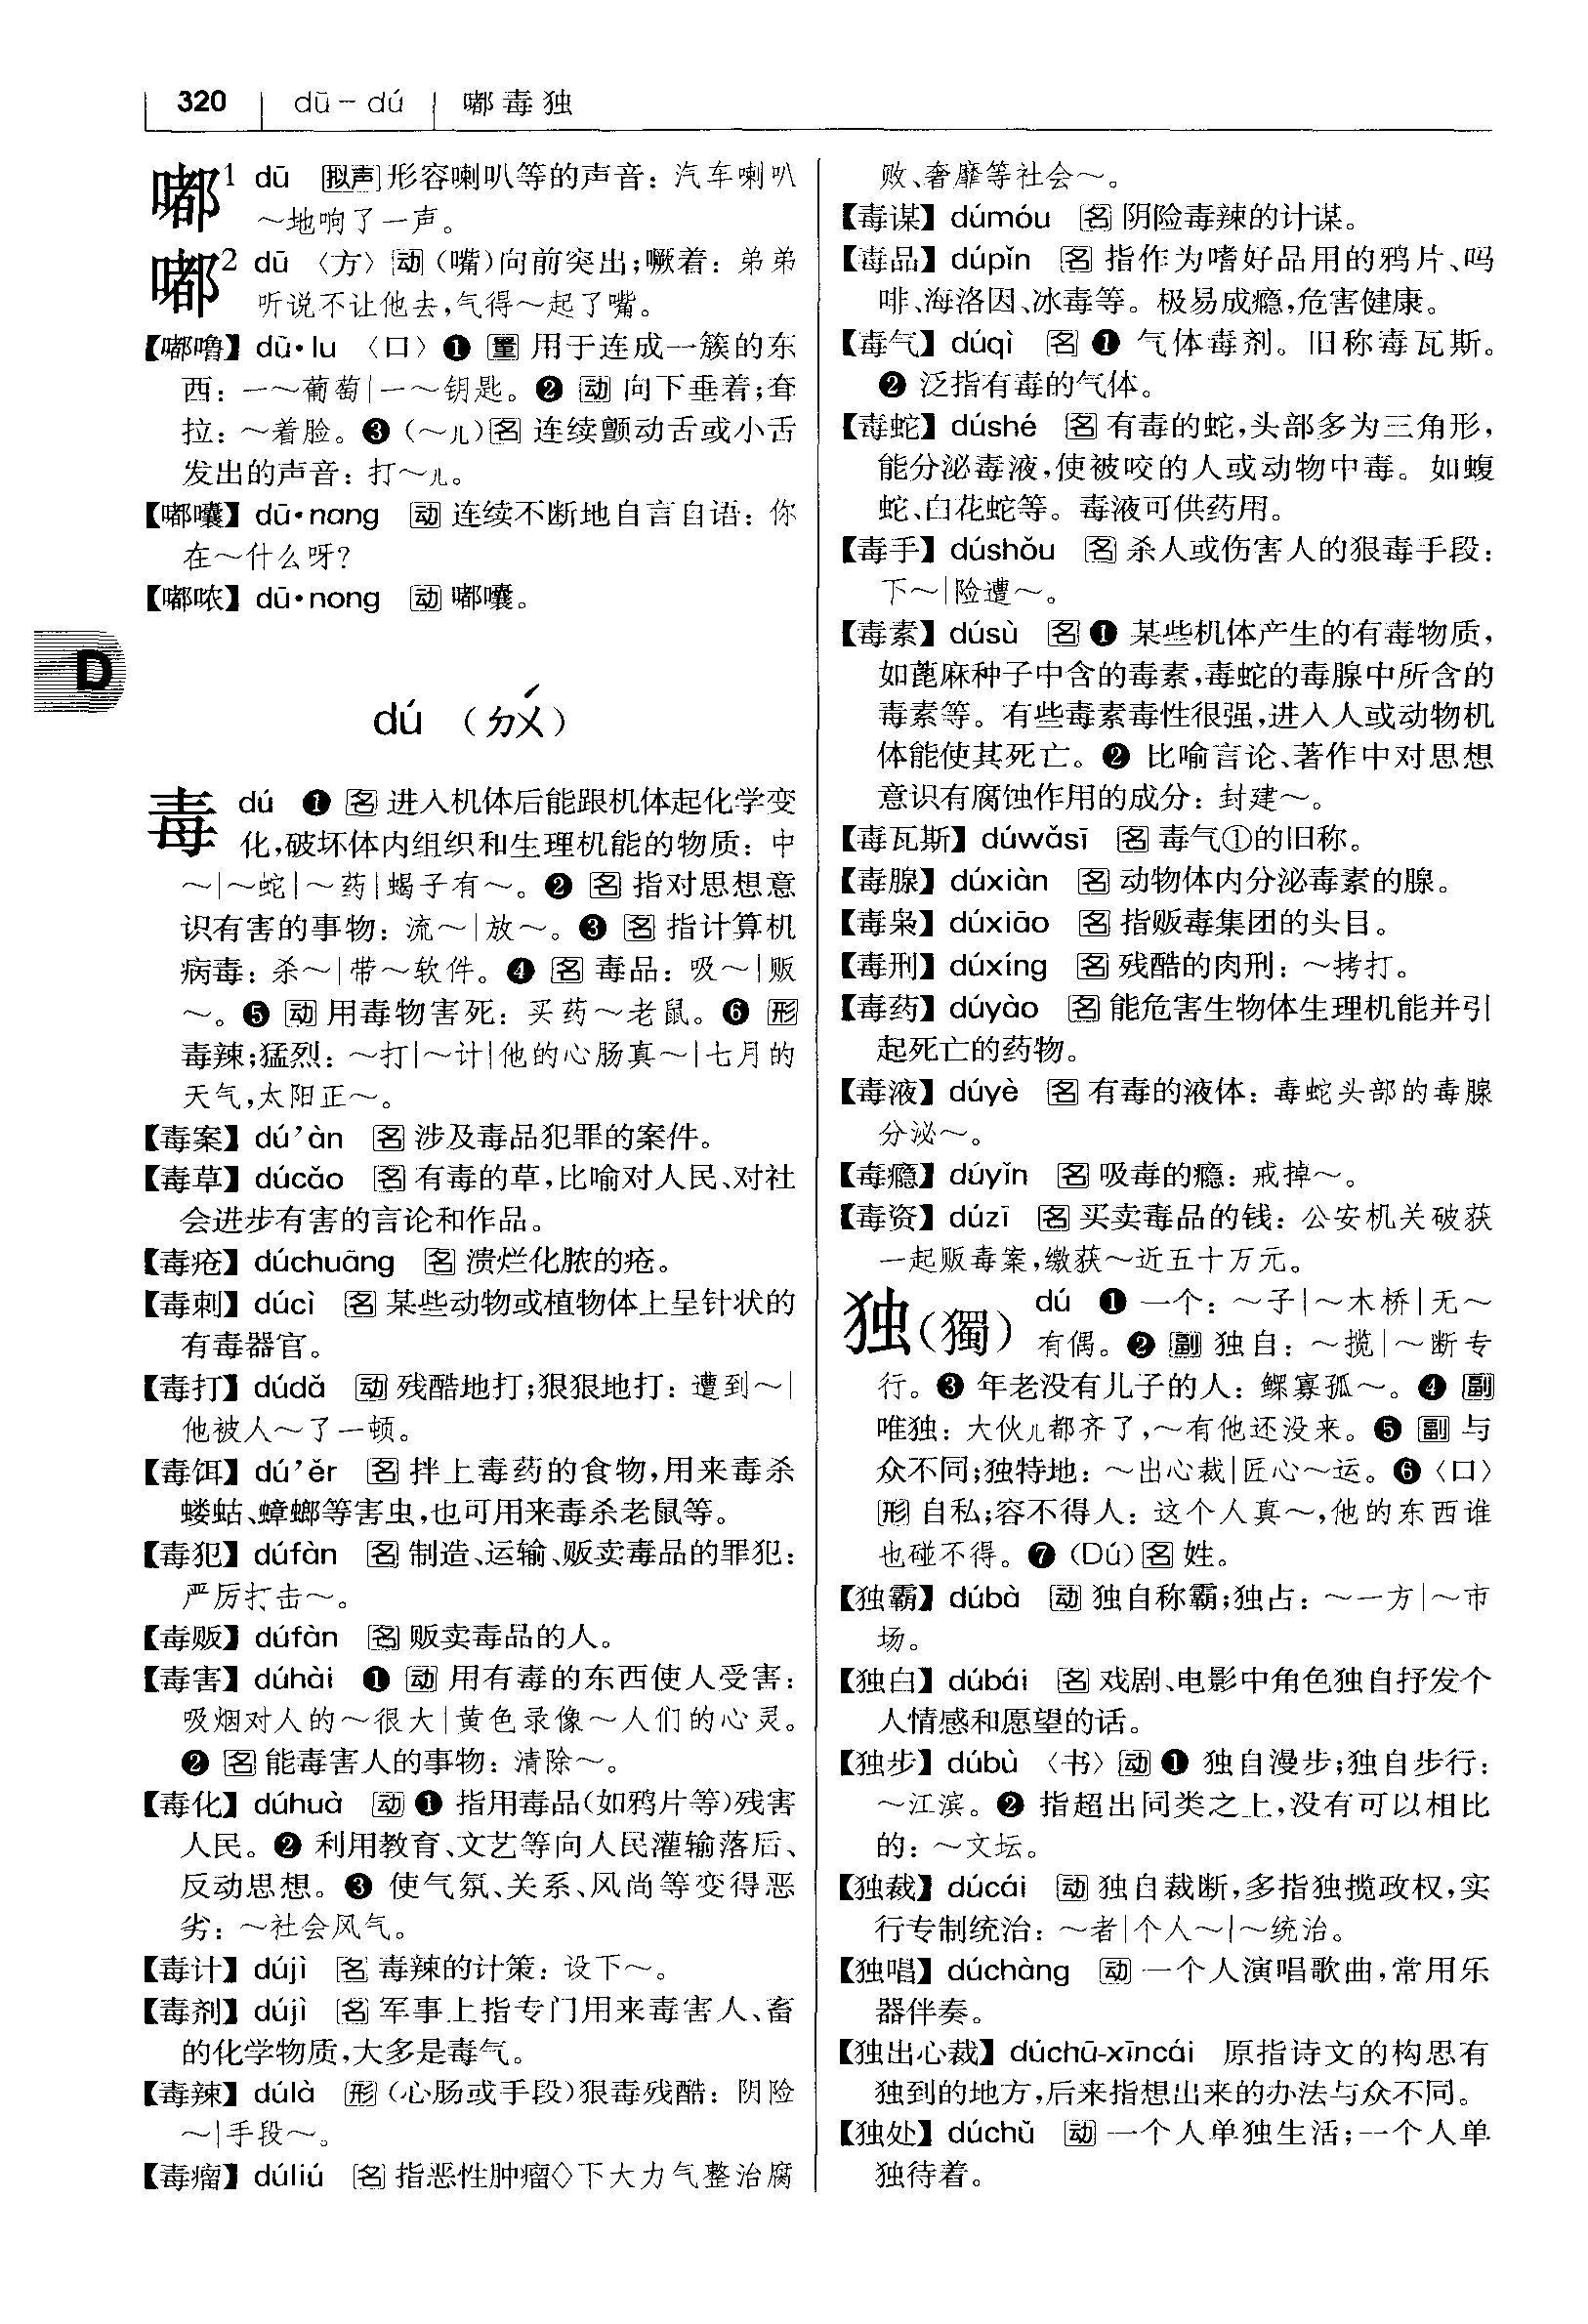 320 dū－dú 嘟毒独
嘟1 dū [拟声]形容喇叭等的声音：汽车喇叭
～地响了一声。
嘟2 dū 〈方〉[动](嘴)向前突出;噘着：弟弟
听说不让他去,气得～起了嘴。
【嘟噜】dū·lu 〈口〉❶ [量] 用于连成一簇的东
西：一～葡萄|一～钥匙。❷ [动] 向下垂着;耷
拉：～着脸。❸ (～儿)[名] 连续颤动舌或小舌
发出的声音：打～儿。
【嘟囔】dū·nang [动] 连续不断地自言自语：你
在～什么呀?
【嘟哝】dū·nong [动] 嘟囔。
D
dú （ㄉㄨˊ）
毒 dú ❶ [名] 进入机体后能跟机体起化学变
化,破坏体内组织和生理机能的物质：中
～|～蛇|～药|蝎子有～。❷ [名] 指对思想意
识有害的事物：流～|放～。❸ [名] 指计算机
病毒：杀～|带～软件。❹ [名] 毒品：吸～|贩
～。❺ [动] 用毒物害死：买药～老鼠。❻ [形]
毒辣;猛烈：～打|～计|他的心肠真～|七月的
天气,太阳正～。
【毒案】dú’àn [名] 涉及毒品犯罪的案件。
【毒草】dúcǎo [名] 有毒的草,比喻对人民、对社
会进步有害的言论和作品。
【毒疮】dúchuāng [名] 溃烂化脓的疮。
【毒刺】dúcì [名] 某些动物或植物体上呈针状的
有毒器官。
【毒打】dúdǎ [动] 残酷地打;狠狠地打：遭到～|
他被人～了一顿。
【毒饵】dú’ěr [名] 拌上毒药的食物,用来毒杀
蝼蛄、蟑螂等害虫,也可用来毒杀老鼠等。
【毒犯】dúfàn [名] 制造、运输、贩卖毒品的罪犯：
严厉打击～。
【毒贩】dúfàn [名] 贩卖毒品的人。
【毒害】dúhài ❶ [动] 用有毒的东西使人受害：
吸烟对人的～很大|黄色录像～人们的心灵。
❷ [名] 能毒害人的事物：清除～。
【毒化】dúhuà [动] ❶ 指用毒品(如鸦片等)残害
人民。❷ 利用教育、文艺等向人民灌输落后、
反动思想。❸ 使气氛、关系、风尚等变得恶
劣：～社会风气。
【毒计】dújì [名] 毒辣的计策：设下～。
【毒剂】dújì [名] 军事上指专门用来毒害人、畜
的化学物质,大多是毒气。
【毒辣】dúlà [形] (心肠或手段)狠毒残酷：阴险
～|手段～。
【毒瘤】dúliú [名] 指恶性肿瘤◇下大力气整治腐
败、奢靡等社会～。
【毒谋】dúmóu [名] 阴险毒辣的计谋。
【毒品】dúpǐn [名] 指作为嗜好品用的鸦片、吗
啡、海洛因、冰毒等。极易成瘾,危害健康。
【毒气】dúqì [名] ❶ 气体毒剂。旧称毒瓦斯。
❷ 泛指有毒的气体。
【毒蛇】dúshé [名] 有毒的蛇,头部多为三角形,
能分泌毒液,使被咬的人或动物中毒。如蝮
蛇、白花蛇等。毒液可供药用。
【毒手】dúshǒu [名] 杀人或伤害人的狠毒手段：
下～|险遭～。
【毒素】dúsù [名] ❶ 某些机体产生的有毒物质,
如蓖麻种子中含的毒素,毒蛇的毒腺中所含的
毒素等。有些毒素毒性很强,进入人或动物机
体能使其死亡。❷ 比喻言论、著作中对思想
意识有腐蚀作用的成分：封建～。
【毒瓦斯】dúwǎsī [名] 毒气①的旧称。
【毒腺】dúxiàn [名] 动物体内分泌毒素的腺。
【毒枭】dúxiāo [名] 指贩毒集团的头目。
【毒刑】dúxíng [名] 残酷的肉刑：～拷打。
【毒药】dúyào [名] 能危害生物体生理机能并引
起死亡的药物。
【毒液】dúyè [名] 有毒的液体：毒蛇头部的毒腺
分泌～。
【毒瘾】dúyǐn [名] 吸毒的瘾：戒掉～。
【毒资】dúzī [名] 买卖毒品的钱：公安机关破获
一起贩毒案,缴获～近五十万元。
独(獨) dú ❶ 一个：～子|～木桥|无～
有偶。❷ [副] 独自：～揽|～断专
行。❸ 年老没有儿子的人：鳏寡孤～。❹ [副]
唯独：大伙儿都齐了,～有他还没来。❺ [副] 与
众不同;独特地：～出心裁|匠心～运。❻〈口〉
[形] 自私;容不得人：这个人真～,他的东西谁
也碰不得。❼ (Dú)[名] 姓。
【独霸】dúbà [动] 独自称霸;独占：～一方|～市
场。
【独白】dúbái [名] 戏剧、电影中角色独自抒发个
人情感和愿望的话。
【独步】dúbù 〈书〉[动] ❶ 独自漫步;独自步行：
～江滨。❷ 指超出同类之上,没有可以相比
的：～文坛。
【独裁】dúcái [动] 独自裁断,多指独揽政权,实
行专制统治：～者|个人～|～统治。
【独唱】dúchàng [动] 一个人演唱歌曲,常用乐
器伴奏。
【独出心裁】dúchū-xīncái 原指诗文的构思有
独到的地方,后来指想出来的办法与众不同。
【独处】dúchǔ [动] 一个人单独生活;一个人单
独待着。